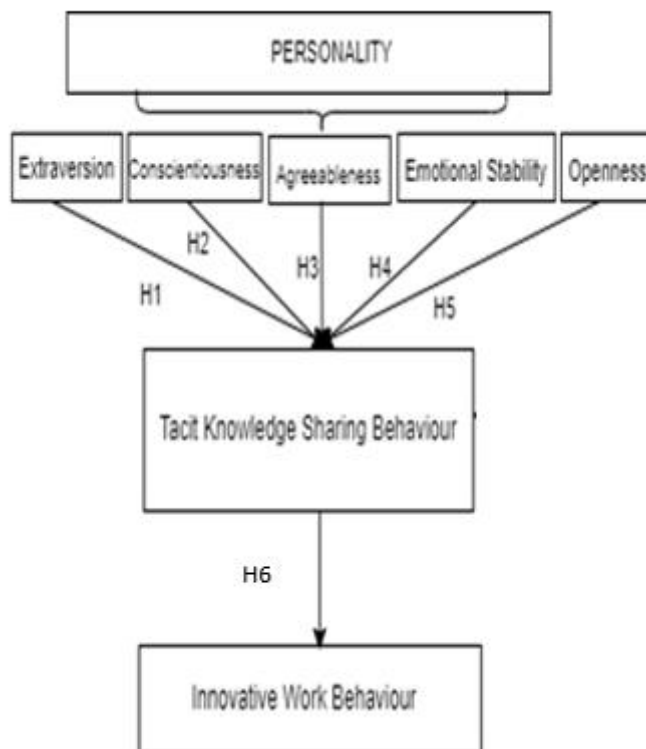 PERSONALITY
Extraversion
Conscientiousness
Agreeableness
Emotional Stability
Openness
H1
H2
H3
H4
H5
Tacit Knowledge Sharing Behaviour
H6
Innovative Work Behaviour